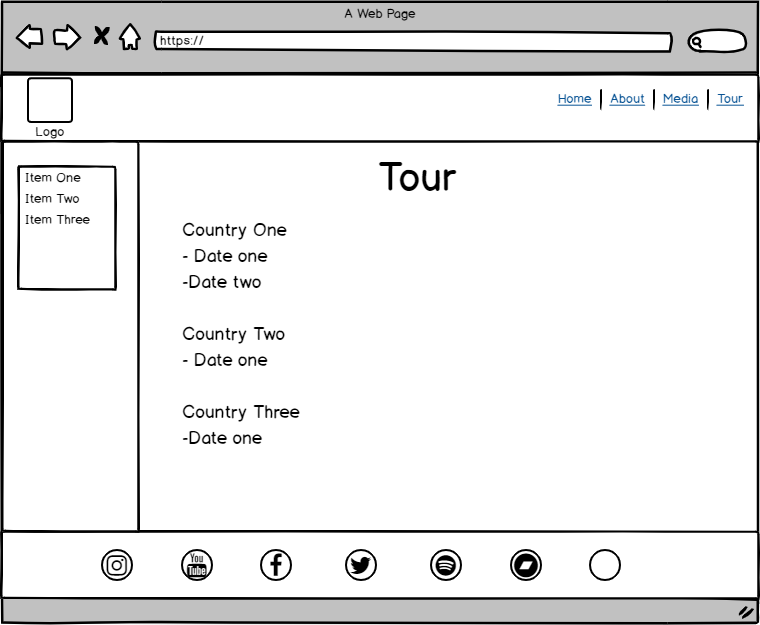 A Web Page
https://
Logo
Home | About | Media | Tour
Item One
Item Two
Item Three
Tour
Country One
- Date one
-Date two
Country Two
- Date one
Country Three
-Date one
You
Tube